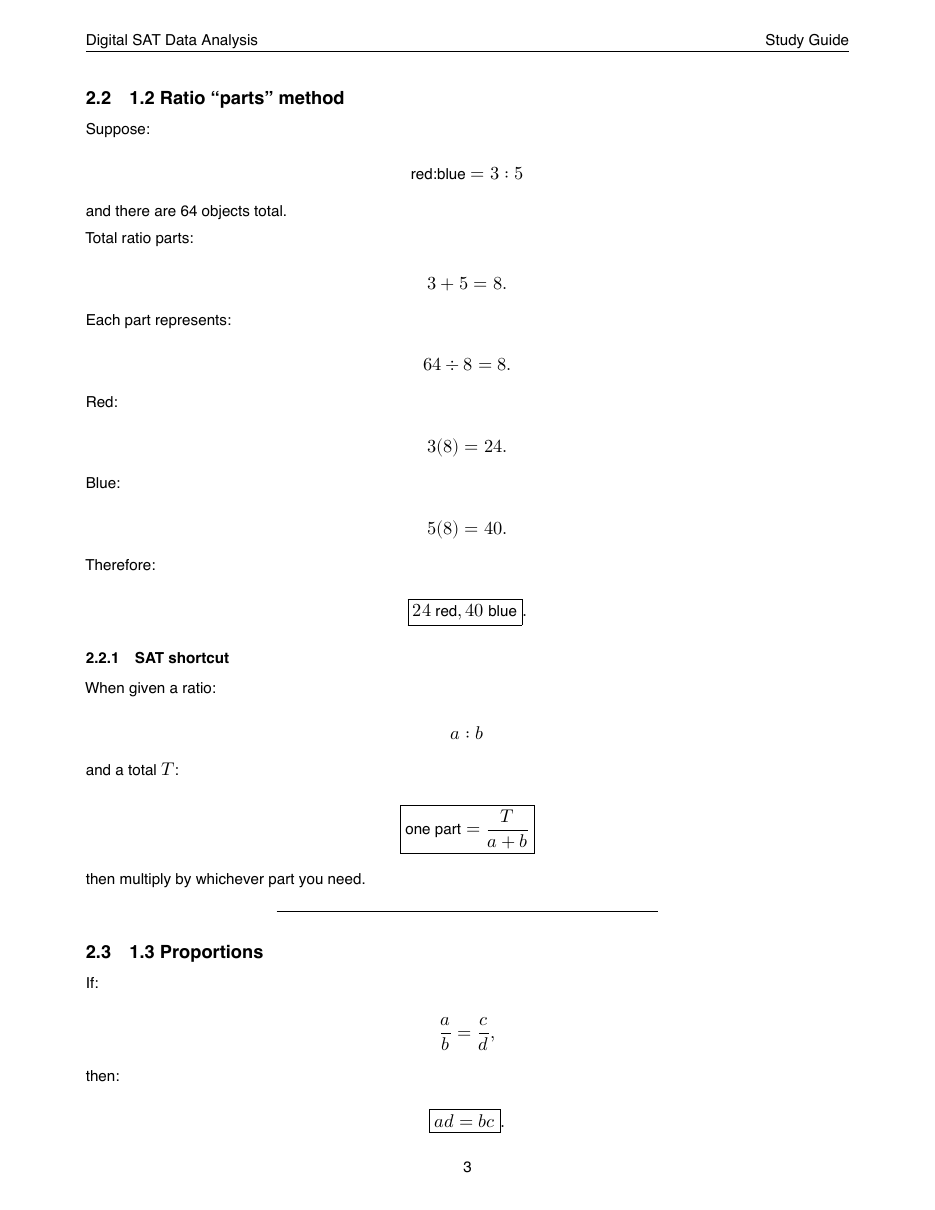 Digital SAT Data Analysis Study Guide
2.2 1.2 Ratio “parts” method
Suppose:
red:blue = 3 : 5
and there are 64 objects total.
Total ratio parts:
3 + 5 = 8.
Each part represents:
64 ÷ 8 = 8.
Red:
3(8) = 24.
Blue:
5(8) = 40.
Therefore:
24 red, 40 blue.
2.2.1 SAT shortcut
When given a ratio:
a : b
and a total T:
one part = T / (a + b)
then multiply by whichever part you need.
2.3 1.3 Proportions
If:
a/b = c/d,
then:
ad = bc.
3